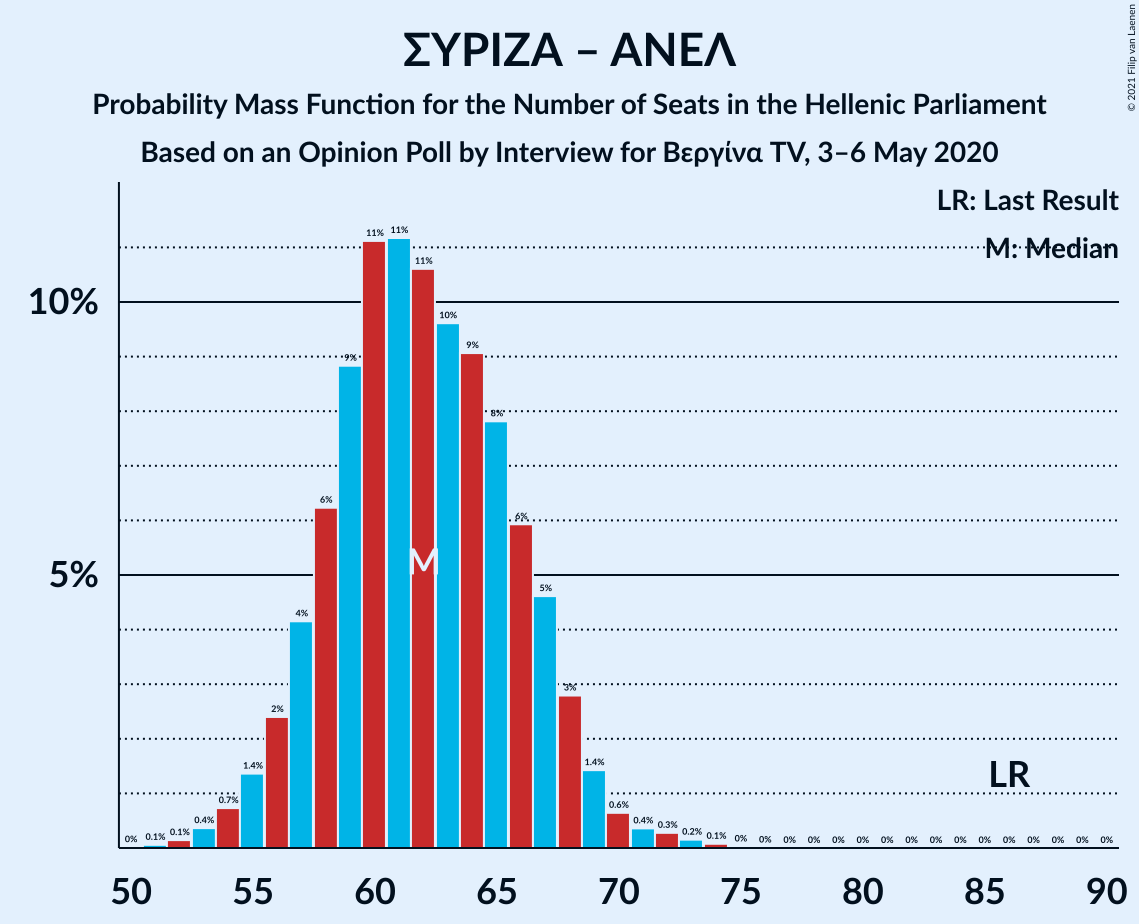 ΣΥΡΙΖΑ – ΑΝΕΛ
Probability Mass Function for the Number of Seats in the Hellenic Parliament
Based on an Opinion Poll by Interview for Βεργίνα TV, 3–6 May 2020
© 2021 Filip van Laenen
LR: Last Result
M: Median
10%
5%
0% 0.1% 0.1% 0.4% 0.7% 1.4% 2% 4% 6% 9% 11% 11% 11% 10% 9% 8% 6% 5% 3% 1.4% 0.6% 0.4% 0.3% 0.2% 0.1% 0% 0% 0% 0% 0% 0% 0% 0% 0% 0% 0% 0% 0% 0% 0% 0%
M
LR
50 55 60 65 70 75 80 85 90